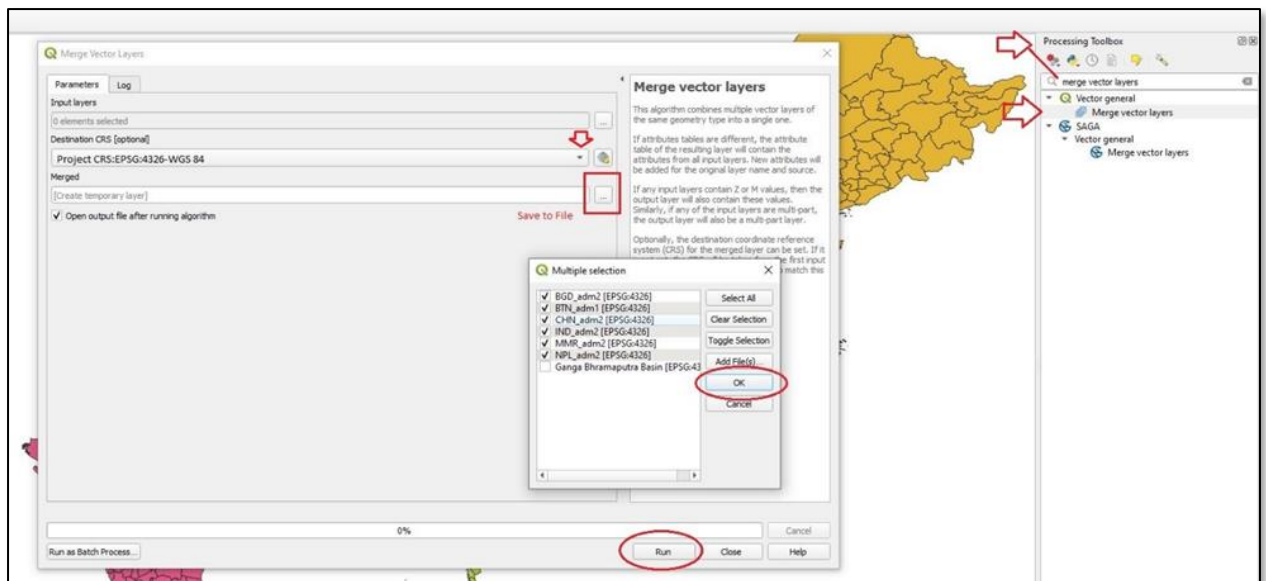 Merge Vector Layers
Parameters Log
Input layers
0 elements selected
...
Destination CRS [optional]
Project CRS:EPSG:4326-WGS 84
Merged
[Create temporary layer]
...
Open output file after running algorithm
Save to File
Merge vector layers
This algorithm combines multiple vector layers of
the same geometry type into a single one.
If attributes tables are different, the attribute
table of the resulting layer will contain the
attributes from all input layers. New attributes will
be added for the original layer name and source.
If any input layers contain Z or M values, then the
output layer will also contain these values.
Similarly, if any of the input layers are multi-part,
the output layer will also be a multi-part layer.
Optionally, the destination coordinate reference
system (CRS) for the merged layer can be set. If it
the first input
match this
Multiple selection
BGD_adm2 [EPSG:4326]
BTN_adm1 [EPSG:4326]
CHN_adm2 [EPSG:4326]
IND_adm2 [EPSG:4326]
MMR_adm2 [EPSG:4326]
NPL_adm2 [EPSG:4326]
Ganga Bhramaputra Basin [EPSG:43
Select All
Clear Selection
Toggle Selection
Add File(s)...
OK
Cancel
0%
Cancel
Run as Batch Process...
Run
Close
Help
Processing Toolbox
merge vector layers
Vector general
Merge vector layers
SAGA
Vector general
Merge vector layers